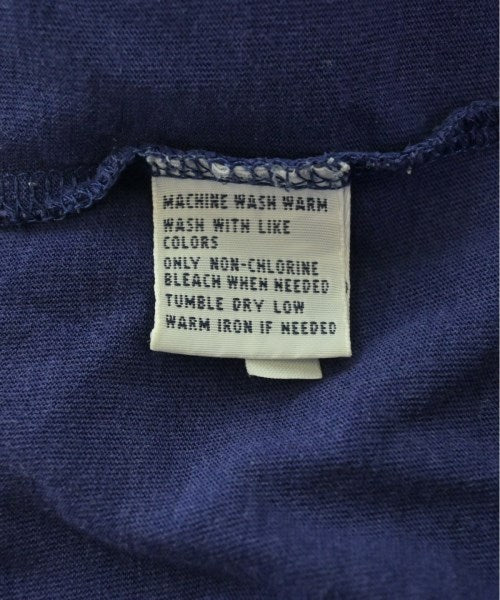 MACHINE WASH WARM
WASH WITH LIKE
COLORS
ONLY NON-CHLORINE
BLEACH WHEN NEEDED
TUMBLE DRY LOW
WARM IRON IF NEEDED